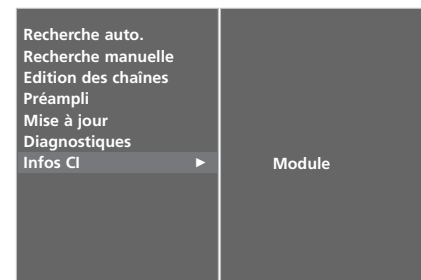 Recherche auto.
Recherche manuelle
Edition des chaînes
Préampli
Mise à jour
Diagnostiques
Infos CI ►
Module